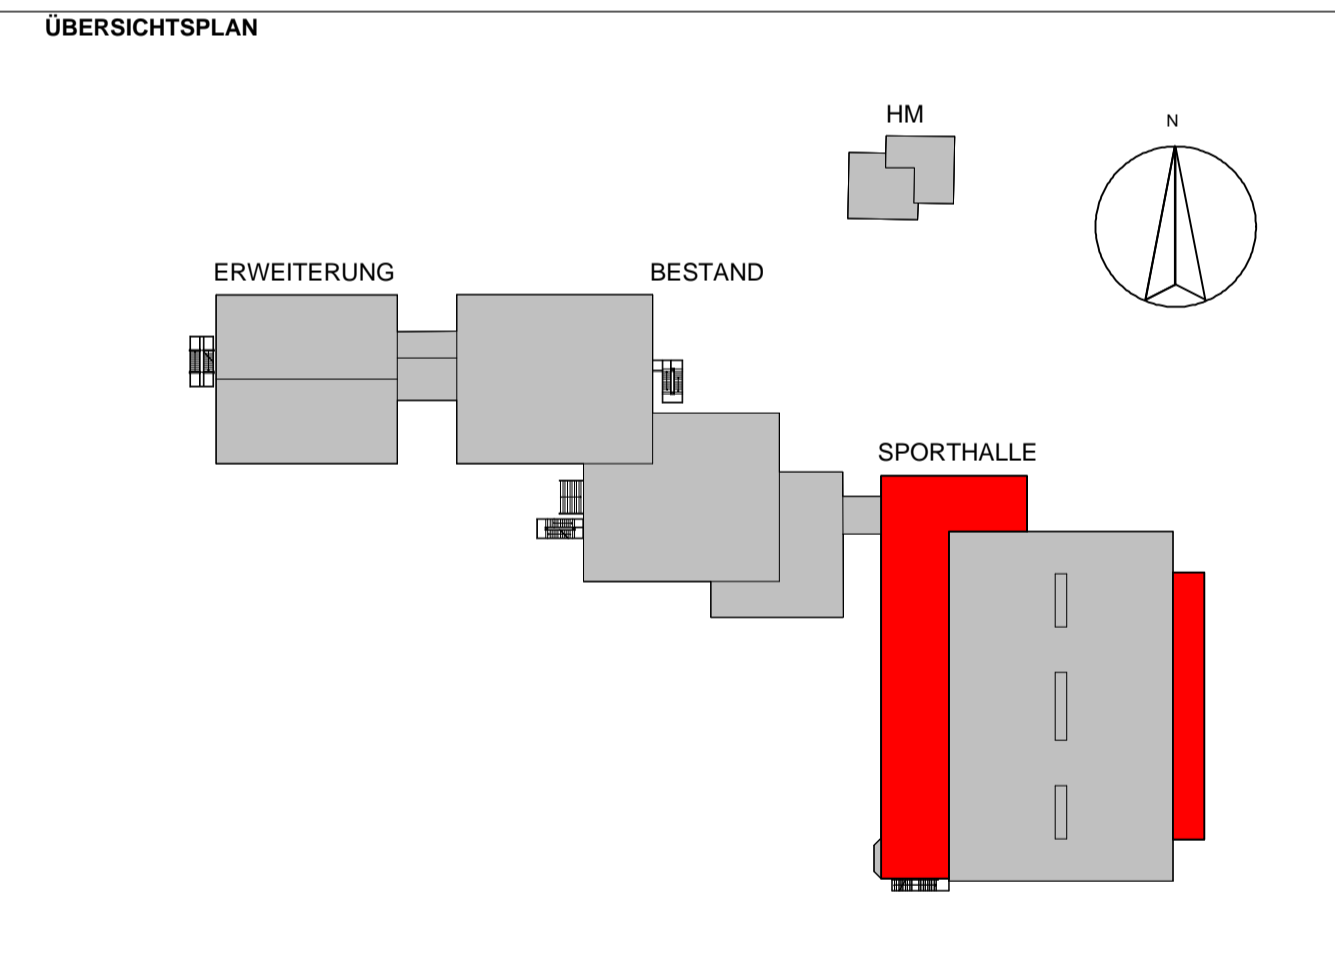 ÜBERSICHTSPLAN
HM
N
ERWEITERUNG
BESTAND
SPORTHALLE